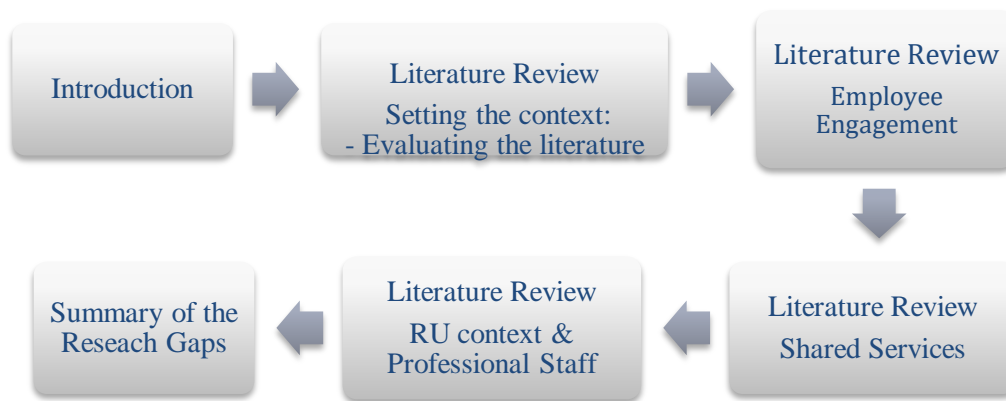 Introduction
Literature Review
Setting the context:
- Evaluating the literature
Literature Review
Employee
Engagement
Literature Review
Shared Services
Literature Review
RU context &
Professional Staff
Summary of the
Reseach Gaps